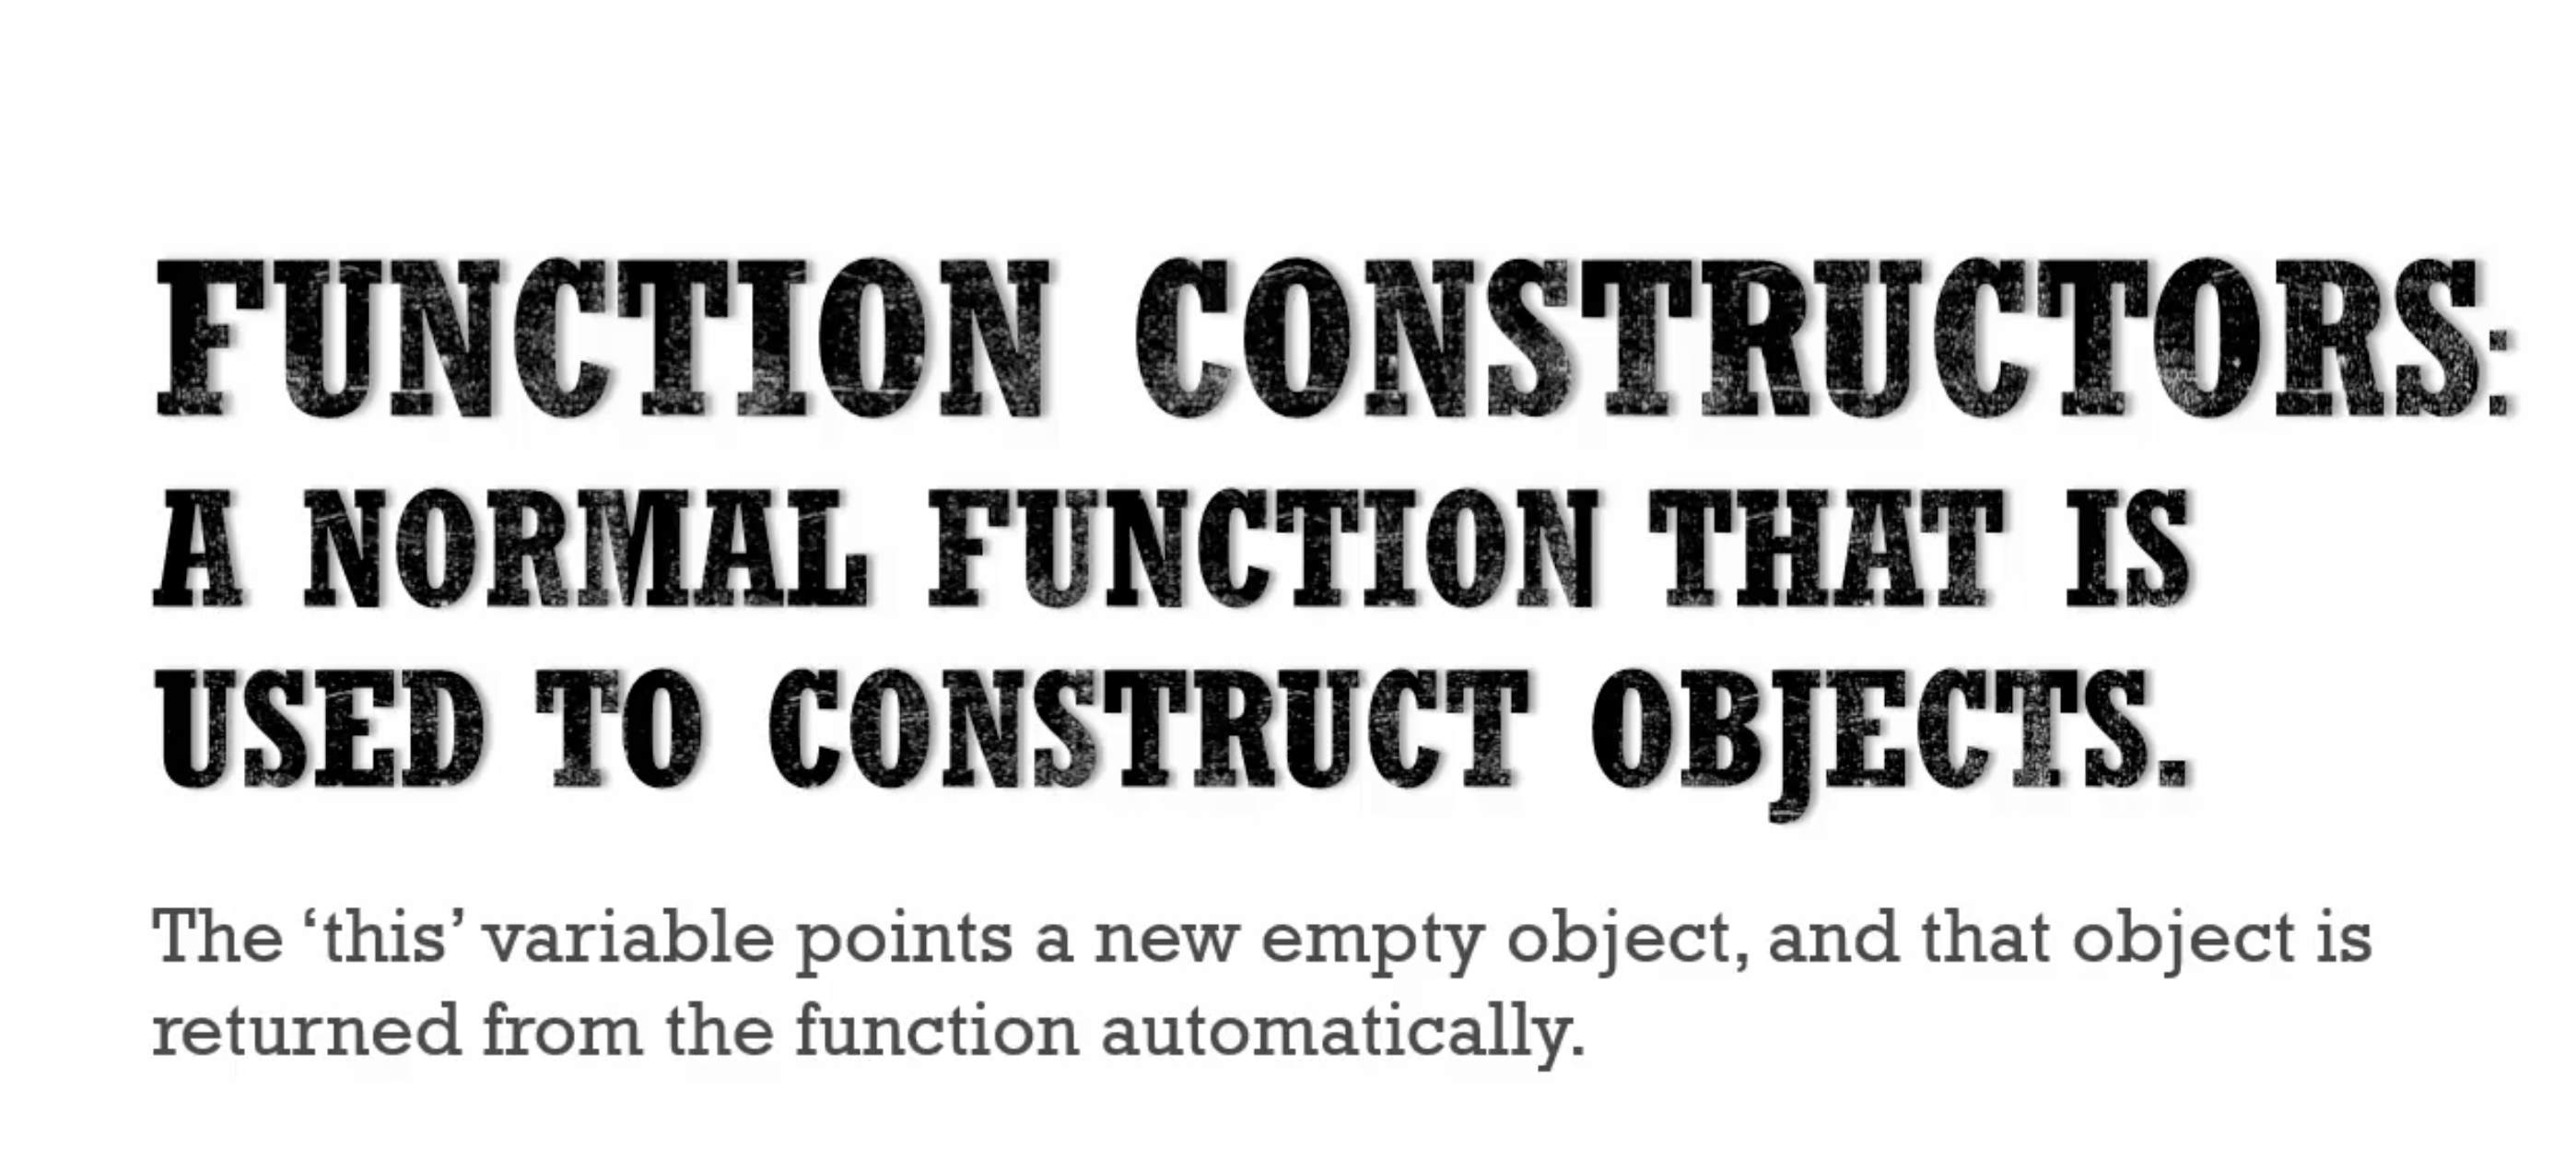 FUNCTION CONSTRUCTORS:
A NORMAL FUNCTION THAT IS
USED TO CONSTRUCT OBJECTS.
The ‘this’ variable points a new empty object, and that object is
returned from the function automatically.